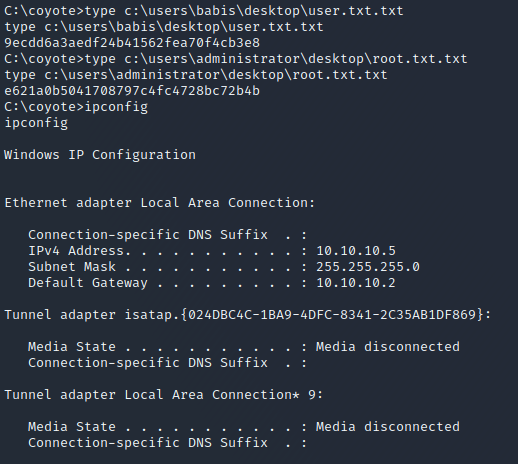 C:\coyote>type c:\users\babis\desktop\user.txt.txt
type c:\users\babis\desktop\user.txt.txt
9ecdd6a3aedf24b41562fea70f4cb3e8
C:\coyote>type c:\users\administrator\desktop\root.txt.txt
type c:\users\administrator\desktop\root.txt.txt
e621a0b5041708797c4fc4728bc72b4b
C:\coyote>ipconfig
ipconfig
Windows IP Configuration
Ethernet adapter Local Area Connection:
Connection-specific DNS Suffix  . :
IPv4 Address. . . . . . . . . . . : 10.10.10.5
Subnet Mask . . . . . . . . . . . : 255.255.255.0
Default Gateway . . . . . . . . . : 10.10.10.2
Tunnel adapter isatap.{024DBC4C-1BA9-4DFC-8341-2C35AB1DF869}:
Media State . . . . . . . . . . . : Media disconnected
Connection-specific DNS Suffix  . :
Tunnel adapter Local Area Connection* 9:
Media State . . . . . . . . . . . : Media disconnected
Connection-specific DNS Suffix  . :